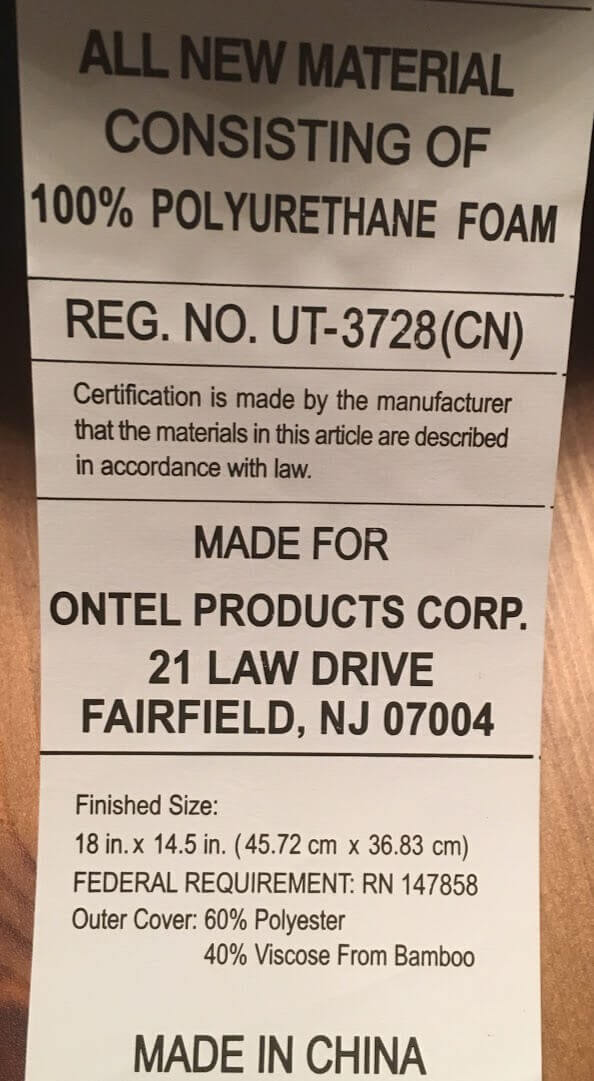 ALL NEW MATERIAL
CONSISTING OF
100% POLYURETHANE FOAM
REG. NO. UT-3728(CN)
Certification is made by the manufacturer
that the materials in this article are described
in accordance with law.
MADE FOR
ONTEL PRODUCTS CORP.
21 LAW DRIVE
FAIRFIELD, NJ 07004
Finished Size:
18 in. x 14.5 in. (45.72 cm x 36.83 cm)
FEDERAL REQUIREMENT: RN 147858
Outer Cover: 60% Polyester
40% Viscose From Bamboo
MADE IN CHINA